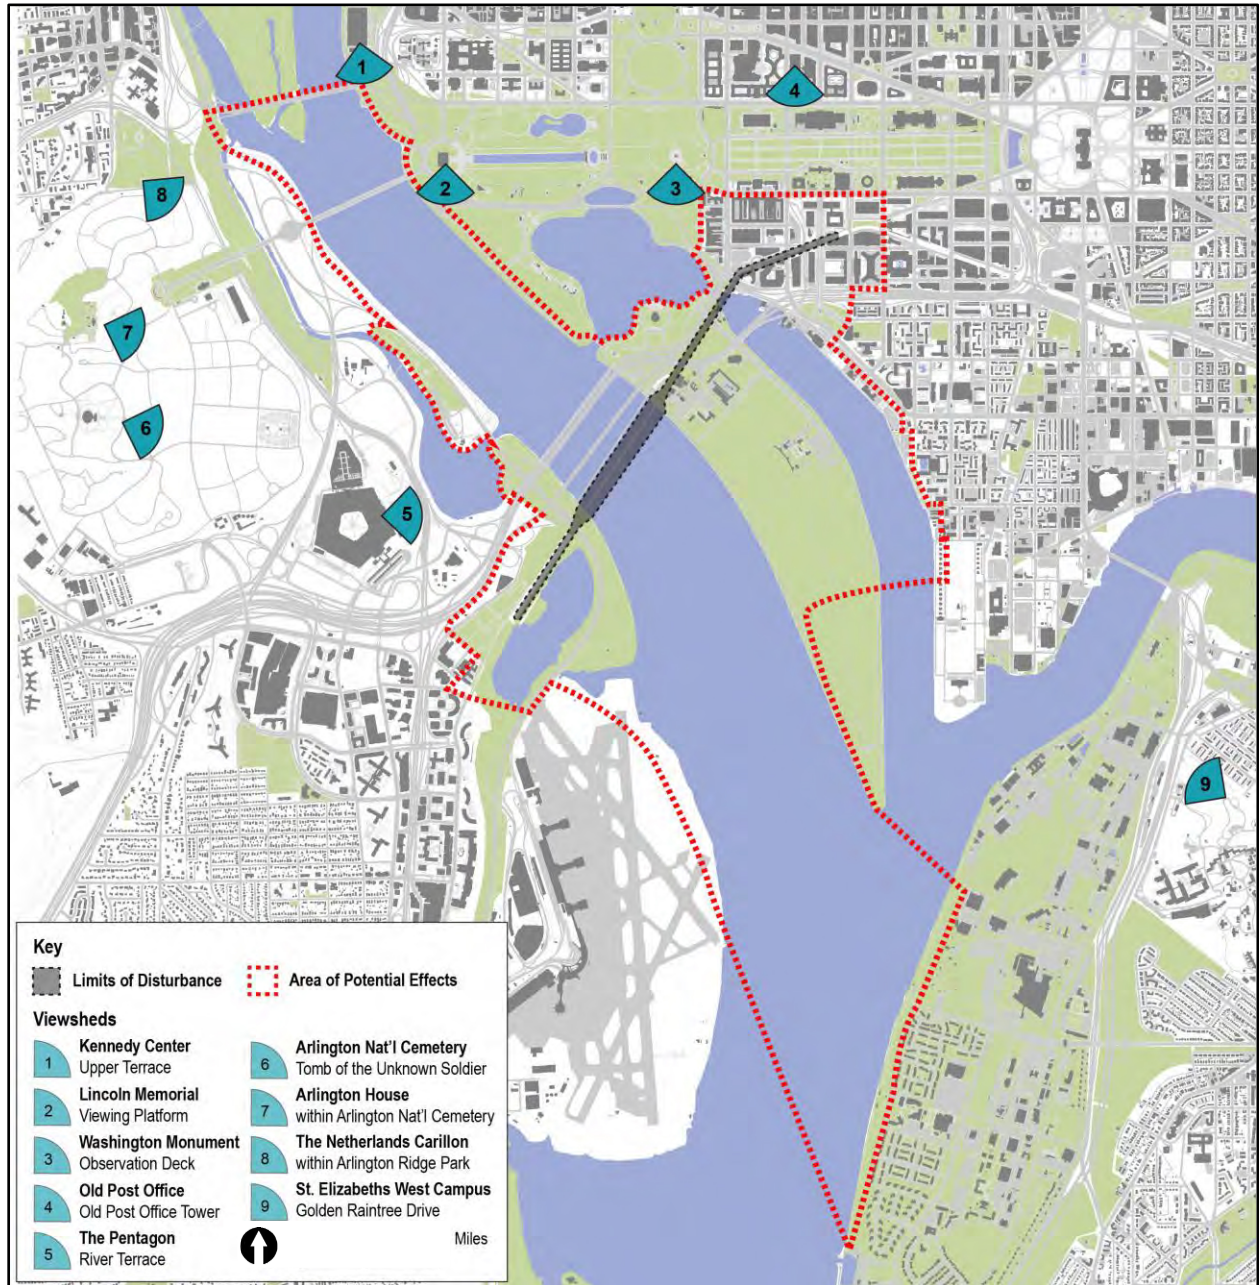 1
4
2
3
8
7
6
5
9
Key
Limits of Disturbance
Area of Potential Effects
Viewsheds
1 Kennedy Center
Upper Terrace
2 Lincoln Memorial
Viewing Platform
3 Washington Monument
Observation Deck
4 Old Post Office
Old Post Office Tower
5 The Pentagon
River Terrace
6 Arlington Nat'l Cemetery
Tomb of the Unknown Soldier
7 Arlington House
within Arlington Nat'l Cemetery
8 The Netherlands Carillon
within Arlington Ridge Park
9 St. Elizabeths West Campus
Golden Raintree Drive
Miles